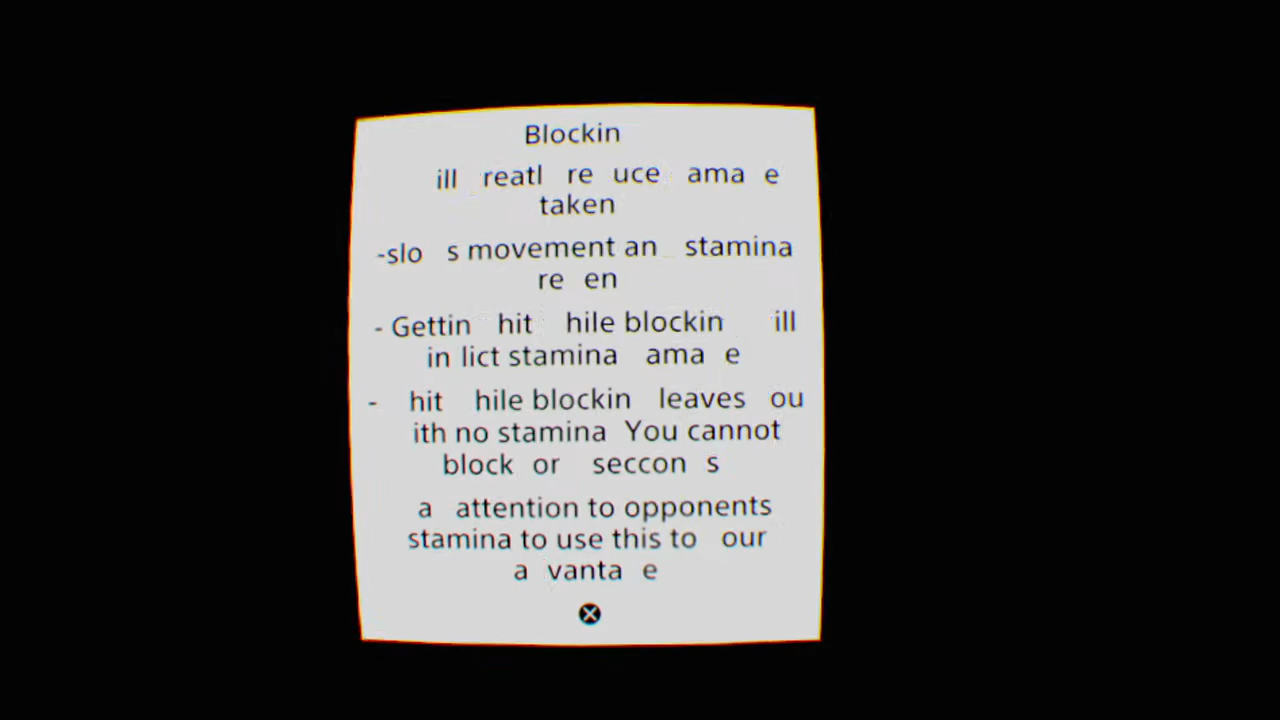 Blockin
ill reatl re uce ama e
taken
-slo s movement an stamina
re en
- Gettin hit hile blockin ill
in lict stamina ama e
- hit hile blockin leaves ou
ith no stamina You cannot
block or seccon s
a attention to opponents
stamina to use this to our
a vanta e